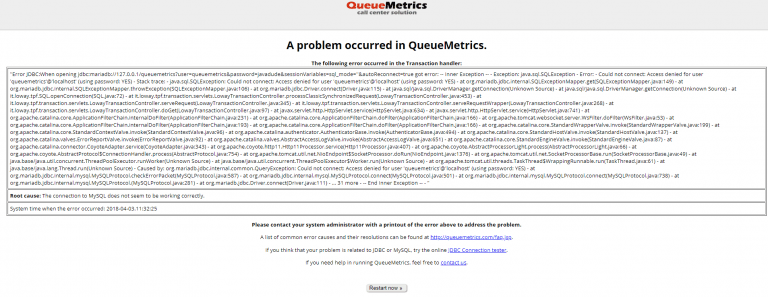 QueueMetrics
call center solution
A problem occurred in QueueMetrics.
The following error occurred in the Transaction handler:
"Error JDBC:When opening jdbc:mariadb://127.0.0.1/queuemetrics?user=queuemetrics&password=javadude&sessionVariables=sql_mode=''&autoReconnect=true got error: -- Inner Exception --- Exception: java.sql.SQLException - Error: - Could not connect: Access denied for user
'queuemetrics'@'localhost' (using password: YES) - Stack trace: - java.sql.SQLException: Could not connect: Access denied for user 'queuemetrics'@'localhost' (using password: YES) - at org.mariadb.jdbc.internal.SQLExceptionMapper.get(SQLExceptionMapper.java:149) - at
org.mariadb.jdbc.internal.SQLExceptionMapper.throwException(SQLExceptionMapper.java:106) - at org.mariadb.jdbc.Driver.connect(Driver.java:115) - at java.sql/java.sql.DriverManager.getConnection(Unknown Source) - at java.sql/java.sql.DriverManager.getConnection(Unknown Source) - at
it.loway.tpf.SQL.openConnection(SQL.java:72) - at it.loway.tpf.transaction.servlets.LowayTransactionController.processClassicSynchronizedRequest(LowayTransactionController.java:453) - at
it.loway.tpf.transaction.servlets.LowayTransactionController.serveRequest(LowayTransactionController.java:345) - at it.loway.tpf.transaction.servlets.LowayTransactionController.serveRequestWrapper(LowayTransactionController.java:268) - at
it.loway.tpf.transaction.servlets.LowayTransactionController.doGet(LowayTransactionController.java:97) - at javax.servlet.http.HttpServlet.service(HttpServlet.java:634) - at javax.servlet.http.HttpServlet.service(HttpServlet.java:741) - at
org.apache.catalina.core.ApplicationFilterChain.internalDoFilter(ApplicationFilterChain.java:231) - at org.apache.catalina.core.ApplicationFilterChain.doFilter(ApplicationFilterChain.java:166) - at org.apache.tomcat.websocket.server.WsFilter.doFilter(WsFilter.java:53) - at
org.apache.catalina.core.ApplicationFilterChain.internalDoFilter(ApplicationFilterChain.java:193) - at org.apache.catalina.core.ApplicationFilterChain.doFilter(ApplicationFilterChain.java:166) - at org.apache.catalina.core.StandardWrapperValve.invoke(StandardWrapperValve.java:199) - at
org.apache.catalina.core.StandardContextValve.invoke(StandardContextValve.java:96) - at org.apache.catalina.authenticator.AuthenticatorBase.invoke(AuthenticatorBase.java:494) - at org.apache.catalina.core.StandardHostValve.invoke(StandardHostValve.java:137) - at
org.apache.catalina.valves.ErrorReportValve.invoke(ErrorReportValve.java:92) - at org.apache.catalina.valves.AbstractAccessLogValve.invoke(AbstractAccessLogValve.java:651) - at org.apache.catalina.core.StandardEngineValve.invoke(StandardEngineValve.java:87) - at
org.apache.catalina.connector.CoyoteAdapter.service(CoyoteAdapter.java:343) - at org.apache.coyote.http11.Http11Processor.service(Http11Processor.java:407) - at org.apache.coyote.AbstractProcessorLight.process(AbstractProcessorLight.java:66) - at
org.apache.coyote.AbstractProtocol$ConnectionHandler.process(AbstractProtocol.java:754) - at org.apache.tomcat.util.net.NioEndpoint$SocketProcessor.doRun(NioEndpoint.java:1376) - at org.apache.tomcat.util.net.SocketProcessorBase.run(SocketProcessorBase.java:49) - at
java.base/java.util.concurrent.ThreadPoolExecutor.runWorker(Unknown Source) - at java.base/java.util.concurrent.ThreadPoolExecutor$Worker.run(Unknown Source) - at org.apache.tomcat.util.threads.TaskThread$WrappingRunnable.run(TaskThread.java:61) - at
java.base/java.lang.Thread.run(Unknown Source) - Caused by: org.mariadb.jdbc.internal.common.QueryException: Could not connect: Access denied for user 'queuemetrics'@'localhost' (using password: YES) - at
org.mariadb.jdbc.internal.mysql.MySQLProtocol.checkErrorPacket(MySQLProtocol.java:567) - at org.mariadb.jdbc.internal.mysql.MySQLProtocol.connect(MySQLProtocol.java:501) - at org.mariadb.jdbc.internal.mysql.MySQLProtocol.connect(MySQLProtocol.java:738) - at
org.mariadb.jdbc.internal.mysql.MySQLProtocol.<init>(MySQLProtocol.java:281) - at org.mariadb.jdbc.Driver.connect(Driver.java:111) - ... 31 more - -- End Inner Exception -- - "
Root cause: The connection to MySQL does not seem to be working correctly.
System time when the error occurred: 2018-04-03,11:32:25
Please contact your system administrator with a printout of the error above to address the problem.
A list of common error causes and their resolutions can be found at http://queuemetrics.com/faq.jsp.
If you think that your problem is related to JDBC or MySQL, try the online JDBC Connection tester.
If you need help in running QueueMetrics, feel free to contact us.
Restart now »